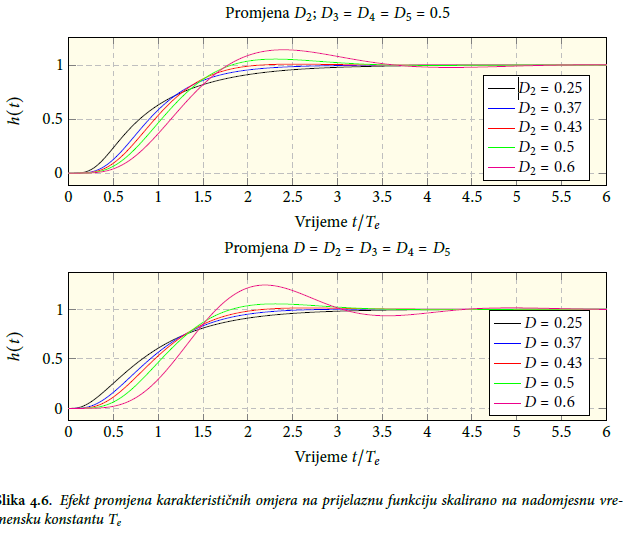 Promjena D₂; D₃ = D₄ = D₅ = 0.5
1
0.5
0
h(t)
D₂ = 0.25
D₂ = 0.37
D₂ = 0.43
D₂ = 0.5
D₂ = 0.6
0 0.5 1 1.5 2 2.5 3 3.5 4 4.5 5 5.5 6
Vrijeme t/Tₑ
Promjena D = D₂ = D₃ = D₄ = D₅
1
0.5
0
h(t)
D = 0.25
D = 0.37
D = 0.43
D = 0.5
D = 0.6
0 0.5 1 1.5 2 2.5 3 3.5 4 4.5 5 5.5 6
Vrijeme t/Tₑ
Slika 4.6. Efekt promjena karakterističnih omjera na prijelaznu funkciju skalirano na nadomjesnu vre-
mensku konstantu Tₑ